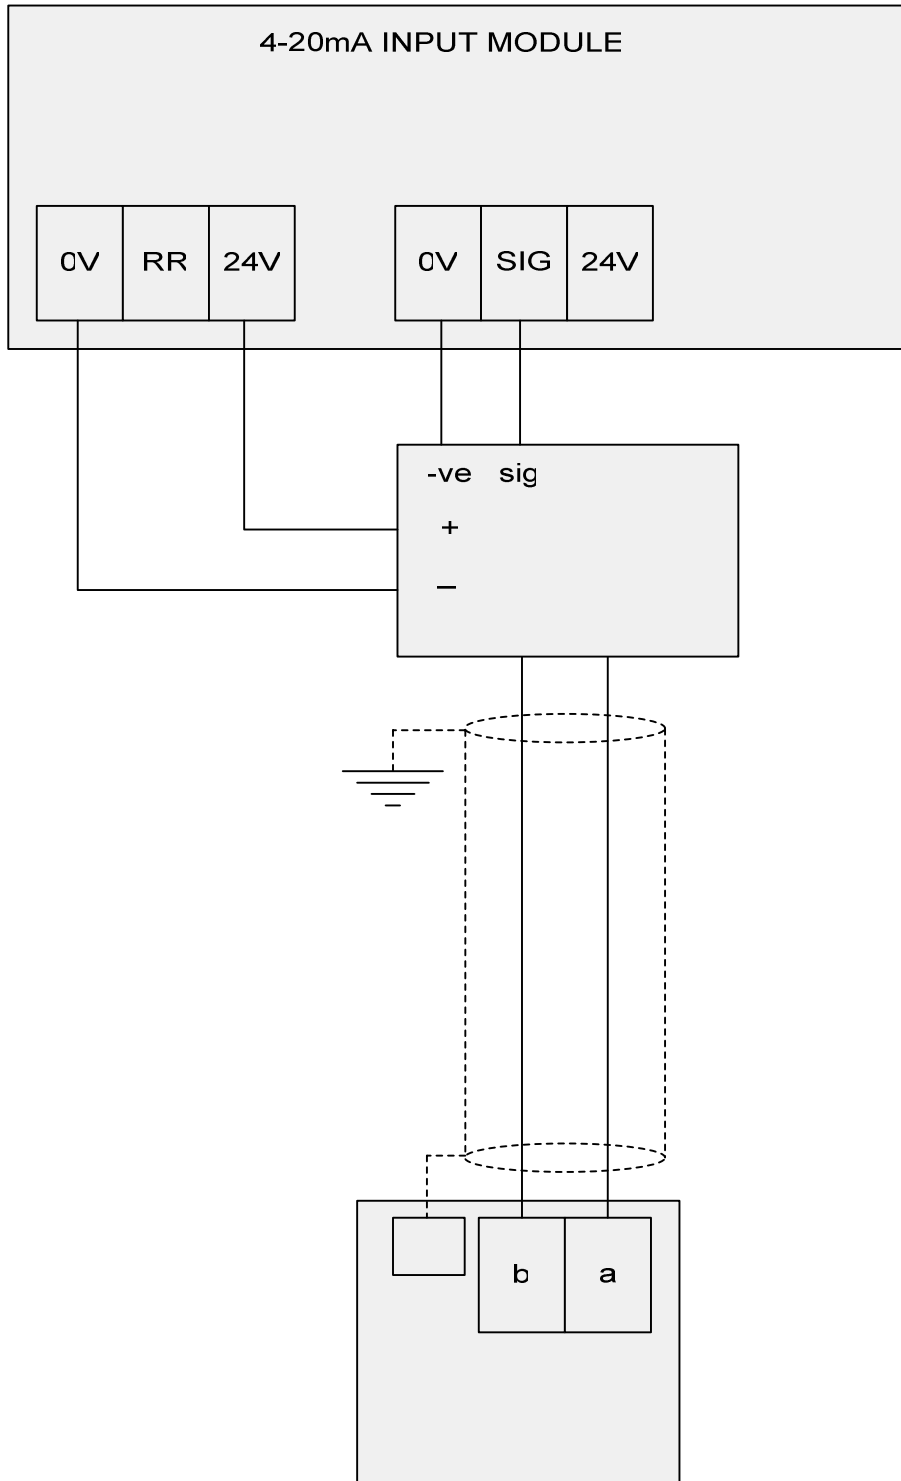 4-20mA INPUT MODULE
0V RR 24V 0V SIG 24V
-ve sig
+
–
b a